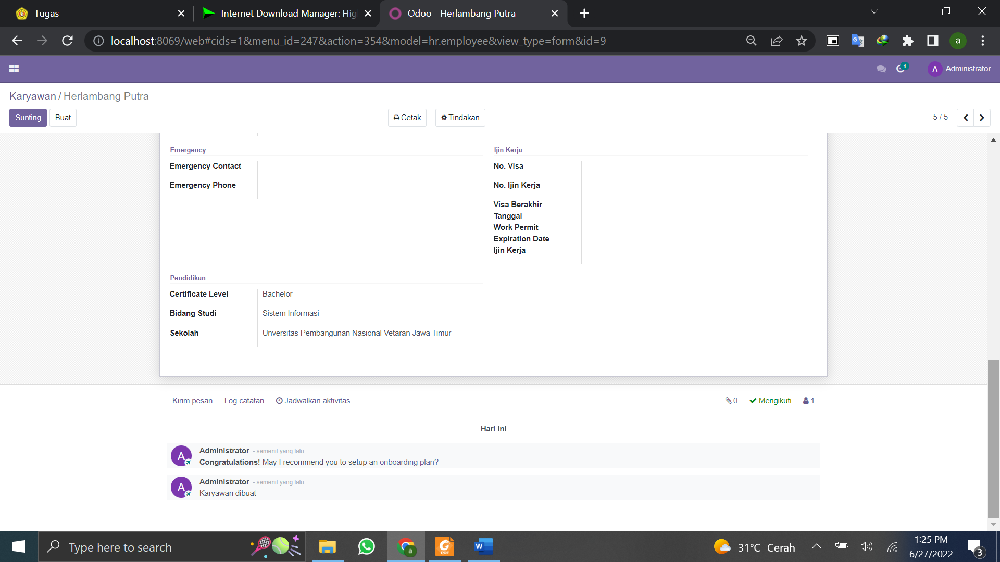 Tugas
Internet Download Manager: Hig
Odoo - Herlambang Putra
localhost:8069/web#cids=1&menu_id=247&action=354&model=hr.employee&view_type=form&id=9
a
1
A Administrator
Karyawan / Herlambang Putra
Sunting Buat
Cetak
Tindakan
5 / 5
Emergency
Emergency Contact
Emergency Phone
Ijin Kerja
No. Visa
No. Ijin Kerja
Visa Berakhir
Tanggal
Work Permit
Expiration Date
Ijin Kerja
Pendidikan
Certificate Level Bachelor
Bidang Studi Sistem Informasi
Sekolah Unversitas Pembangunan Nasional Vetaran Jawa Timur
Kirim pesan Log catatan Jadwalkan aktivitas
0 Mengikuti 1
Hari Ini
A
Administrator - semenit yang lalu
Congratulations! May I recommend you to setup an onboarding plan?
A
Administrator - semenit yang lalu
Karyawan dibuat
Type here to search
a
PDF
W
31°C Cerah
1:25 PM
6/27/2022
3